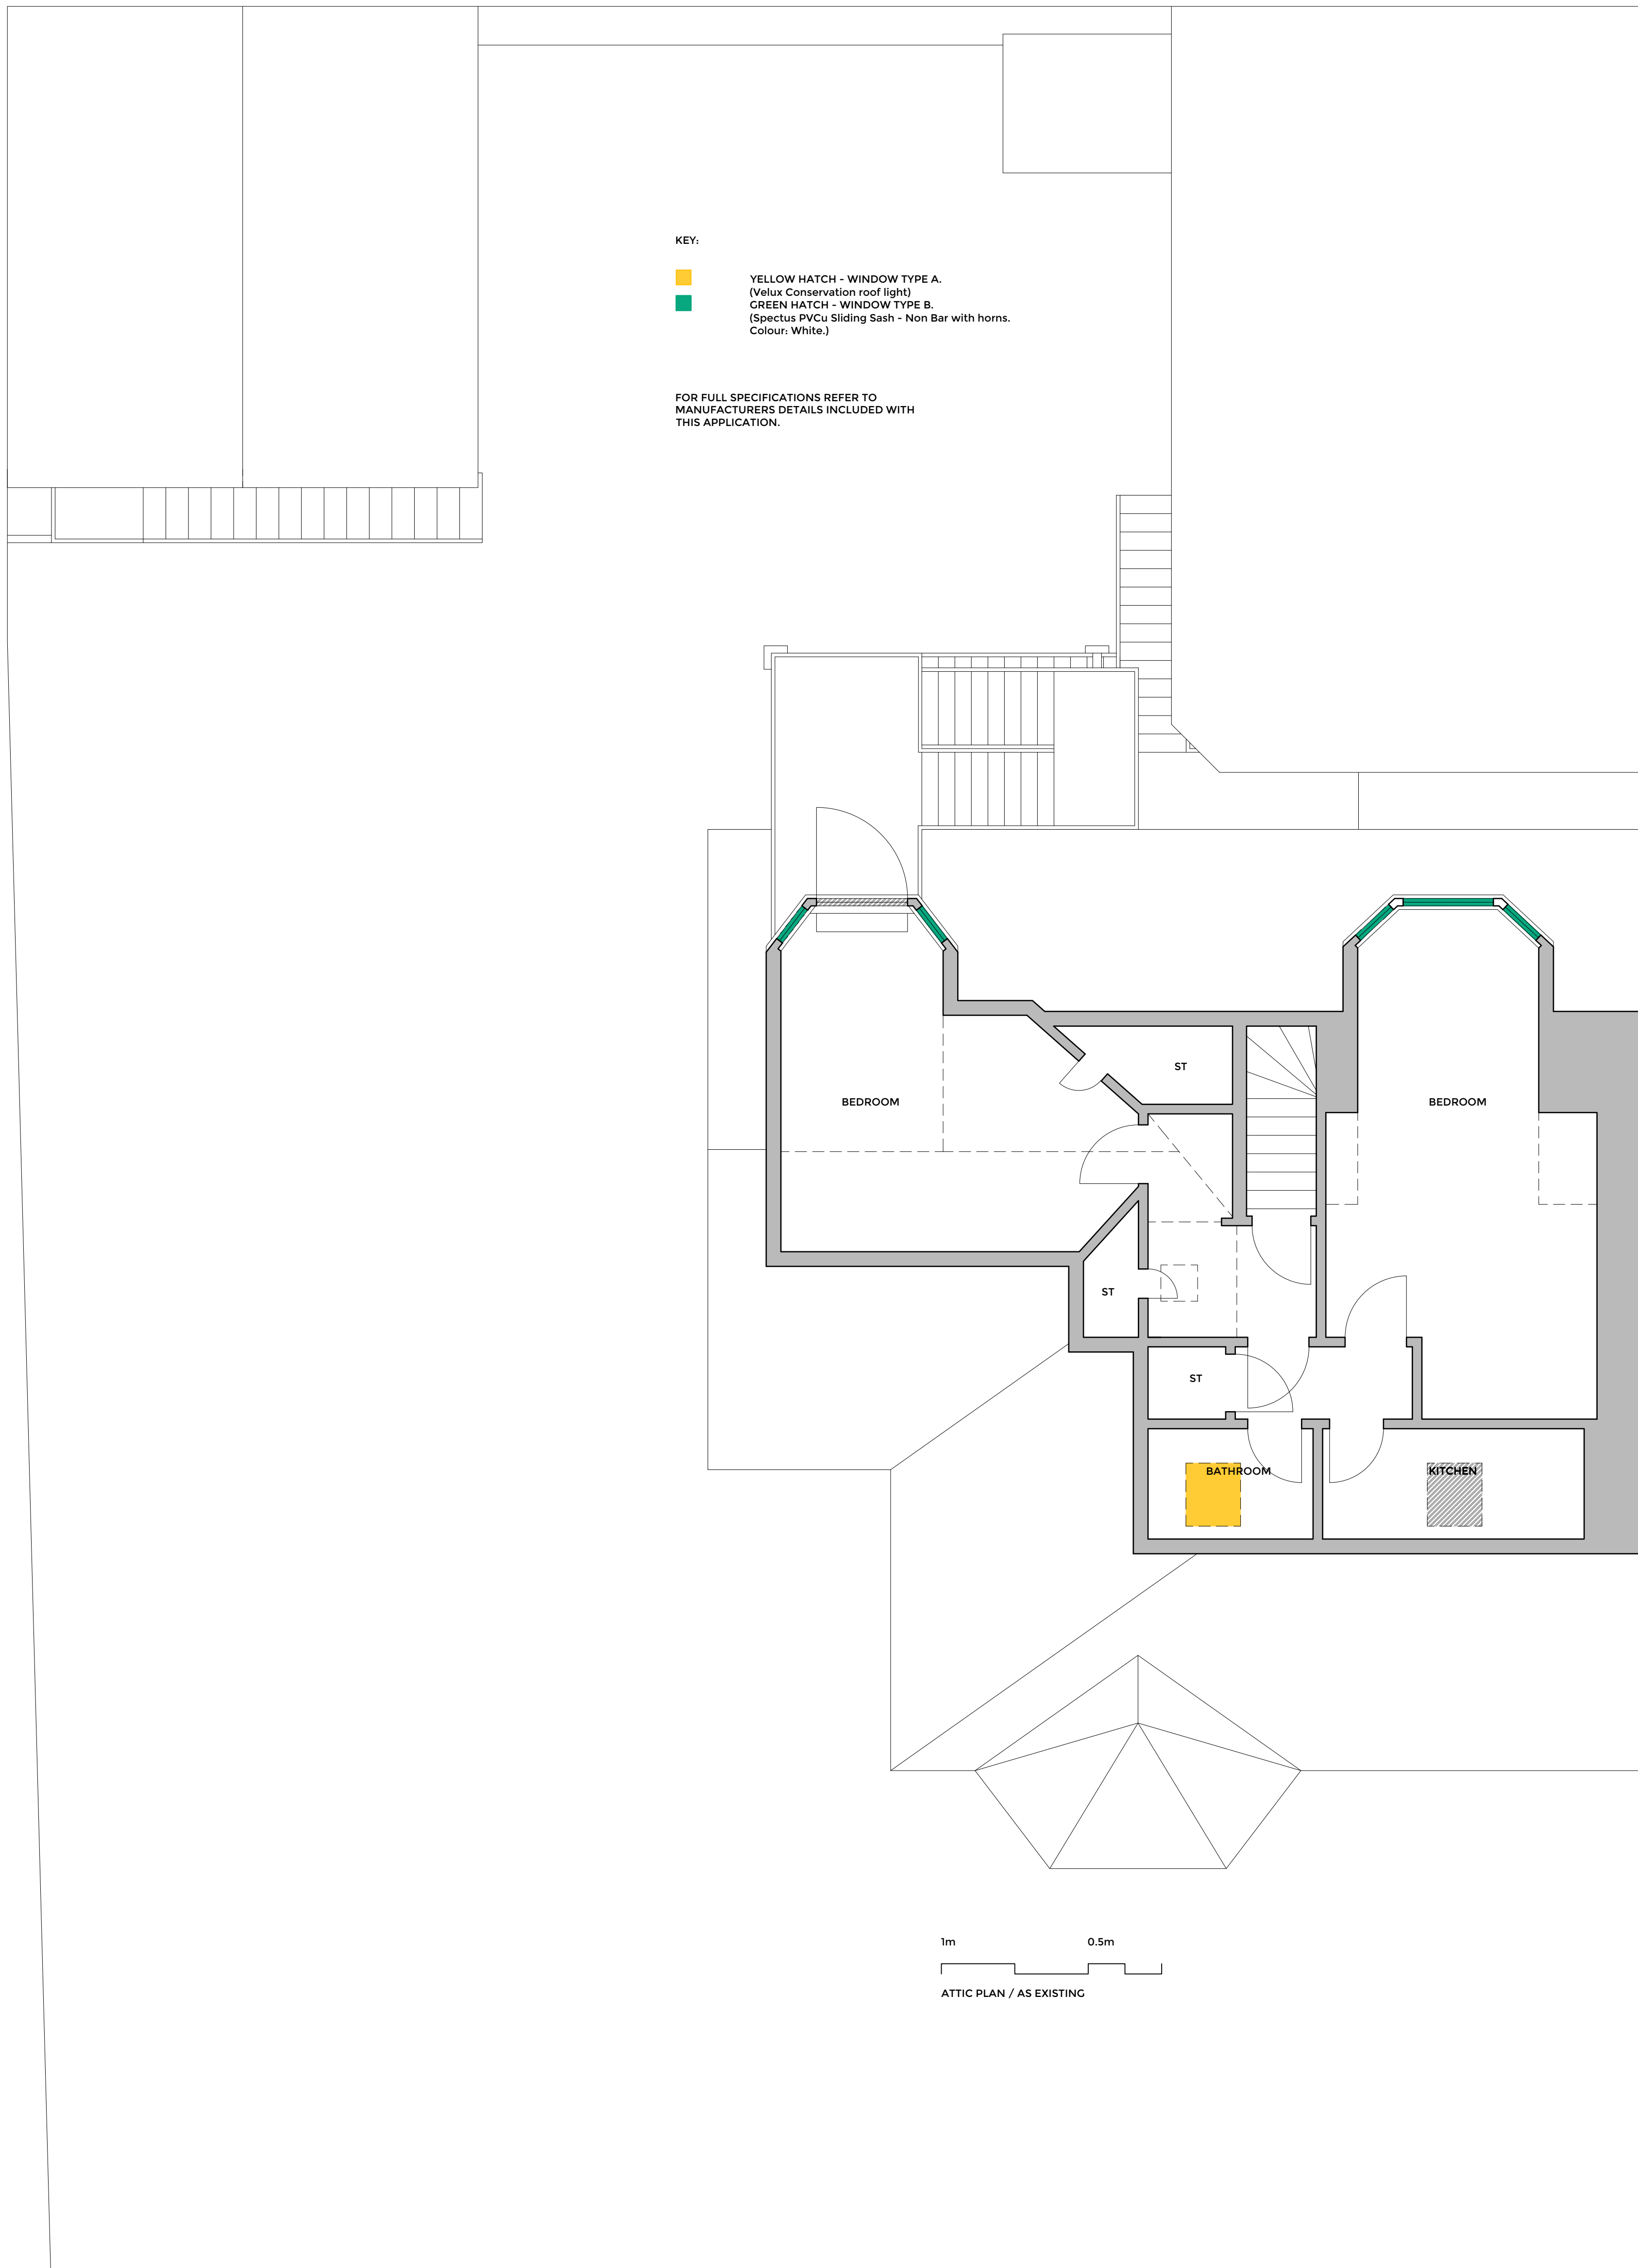 KEY:
YELLOW HATCH - WINDOW TYPE A.
(Velux Conservation roof light)
GREEN HATCH - WINDOW TYPE B.
(Spectus PVCu Sliding Sash - Non Bar with horns.
Colour: White.)
FOR FULL SPECIFICATIONS REFER TO
MANUFACTURERS DETAILS INCLUDED WITH
THIS APPLICATION.
ST
BEDROOM
BEDROOM
ST
ST
BATHROOM
KITCHEN
1m
0.5m
ATTIC PLAN / AS EXISTING